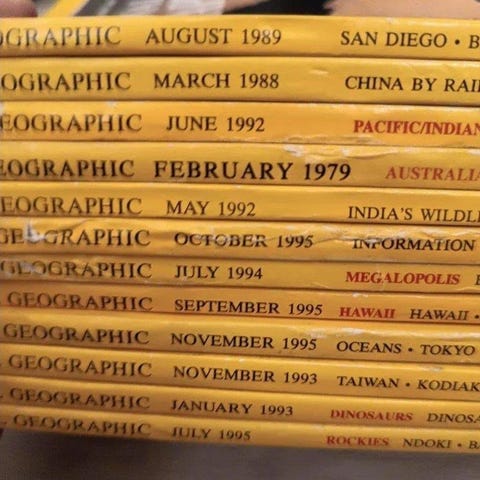 OGRAPHIC AUGUST 1989 SAN DIEGO • B
OGRAPHIC MARCH 1988 CHINA BY RAI
EOGRAPHIC JUNE 1992 PACIFIC/INDIAN
EOGRAPHIC FEBRUARY 1979 AUSTRALIA
EOGRAPHIC MAY 1992 INDIA'S WILDL
GEOGRAPHIC OCTOBER 1995 INFORMATION
GEOGRAPHIC JULY 1994 MEGALOPOLIS
GEOGRAPHIC SEPTEMBER 1995 HAWAII HAWAII •
GEOGRAPHIC NOVEMBER 1995 OCEANS • TOKYO
GEOGRAPHIC NOVEMBER 1993 TAIWAN • KODIAK
GEOGRAPHIC JANUARY 1993 DINOSAURS DINOSA
GEOGRAPHIC JULY 1995 ROCKIES NDOKI • BA